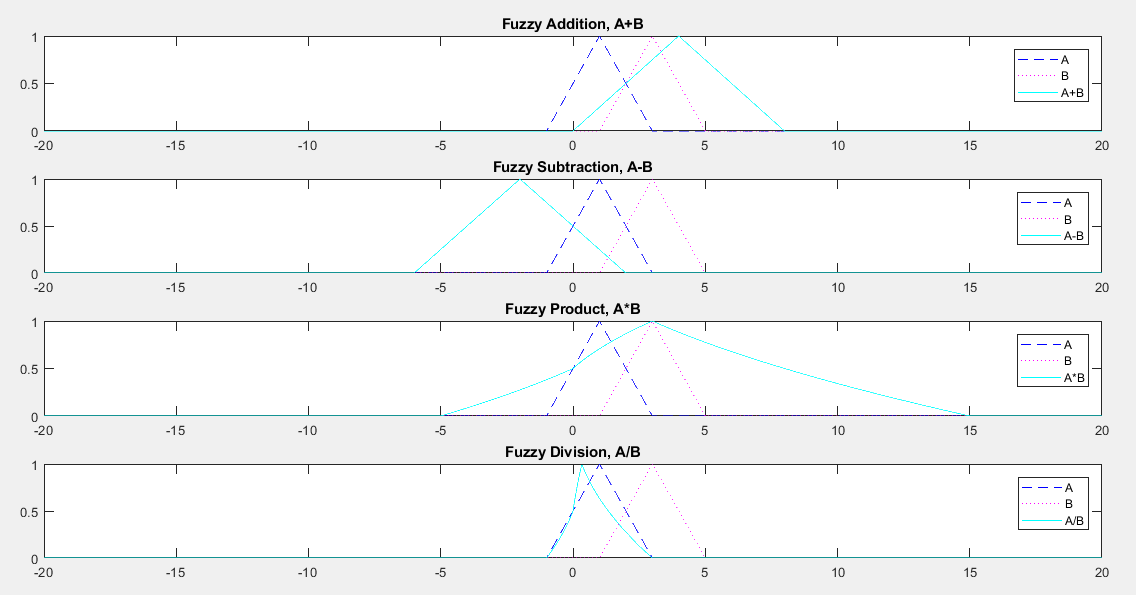 Fuzzy Addition, A+B
1
0.5
0
A
B
A+B
-20 -15 -10 -5 0 5 10 15 20
Fuzzy Subtraction, A-B
1
0.5
0
A
B
A-B
-20 -15 -10 -5 0 5 10 15 20
Fuzzy Product, A*B
1
0.5
0
A
B
A*B
-20 -15 -10 -5 0 5 10 15 20
Fuzzy Division, A/B
1
0.5
0
A
B
A/B
-20 -15 -10 -5 0 5 10 15 20